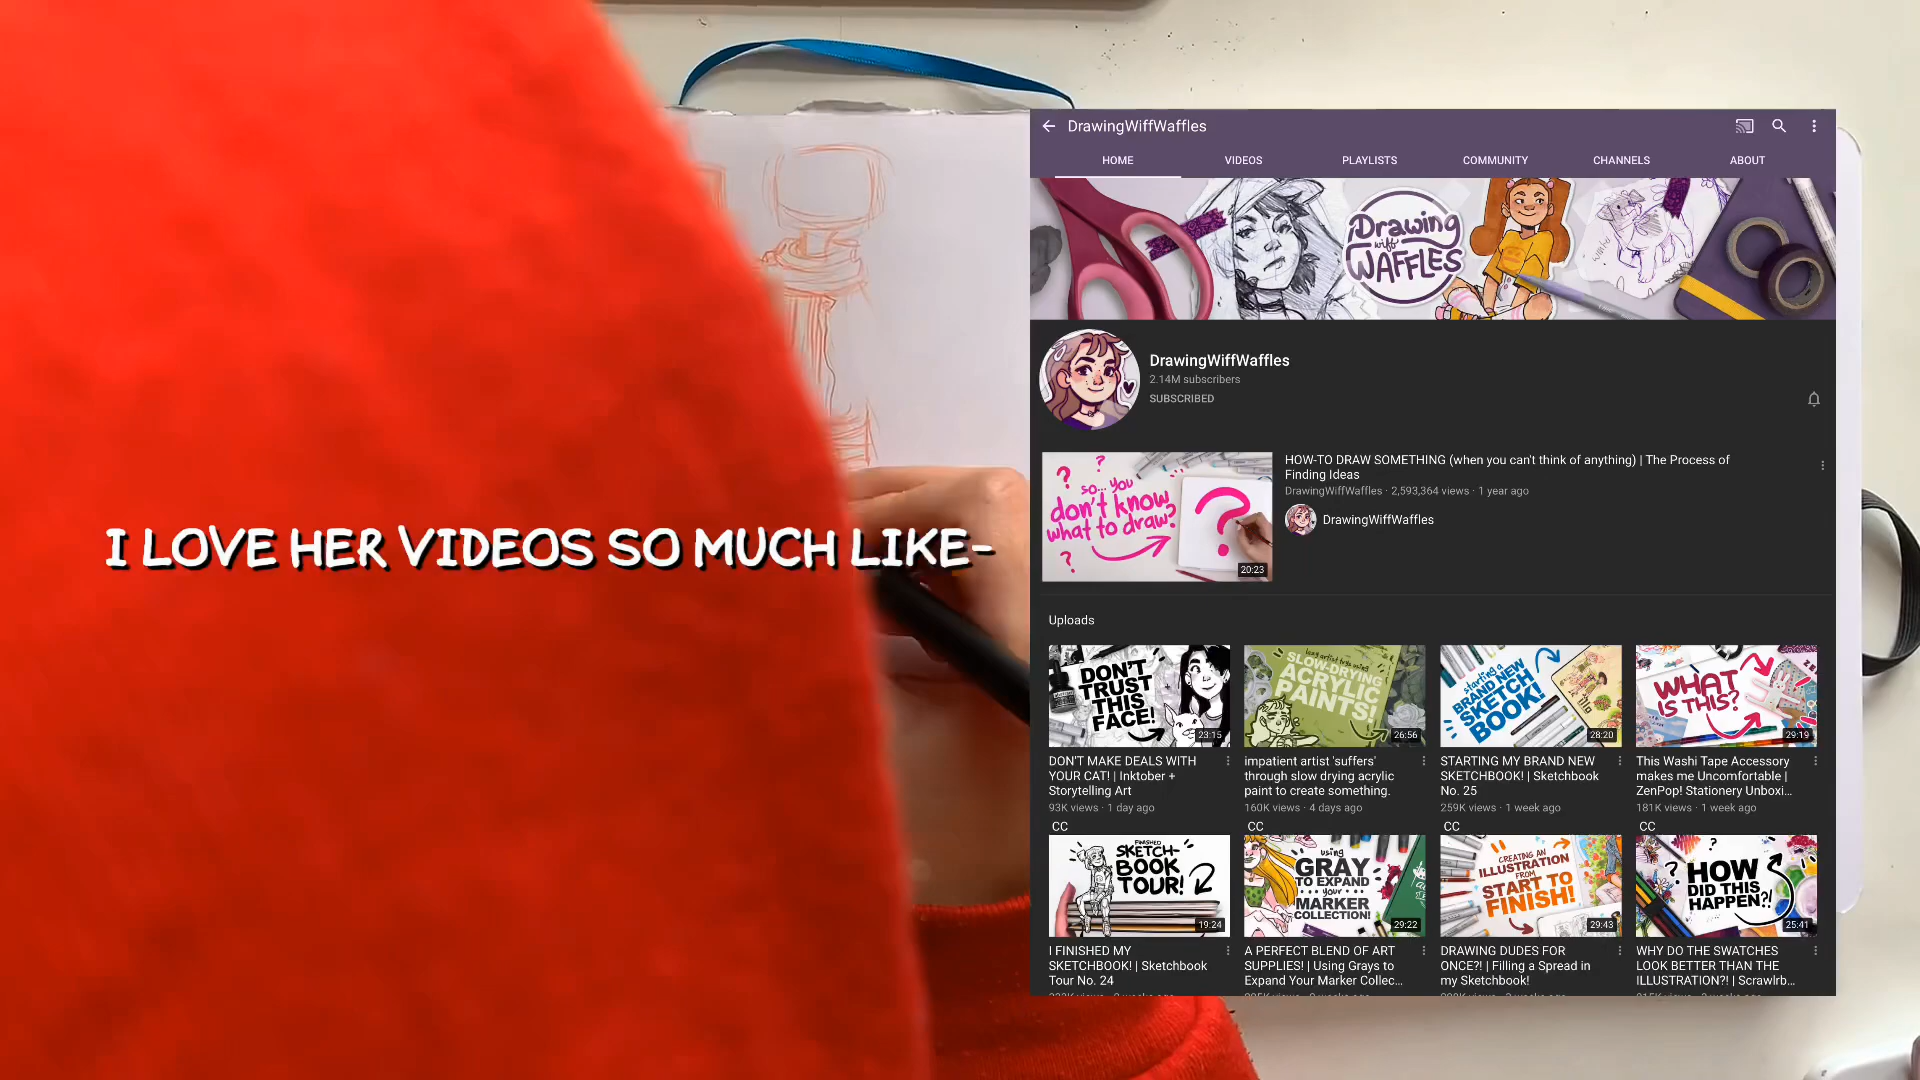 I LOVE HER VIDEOS SO MUCH LIKE-
DrawingWiffWaffles
HOME VIDEOS PLAYLISTS COMMUNITY CHANNELS ABOUT
Drawing
wiff
WAFFLES
DrawingWiffWaffles
2.14M subscribers
SUBSCRIBED
so... you
don't know
what to draw?
20:23
HOW-TO DRAW SOMETHING (when you can't think of anything) | The Process of
Finding Ideas
DrawingWiffWaffles · 2,593,364 views · 1 year ago
DrawingWiffWaffles
Uploads
DON'T
TRUST
THIS
FACE!
23:15
DON'T MAKE DEALS WITH
YOUR CAT! | Inktober +
Storytelling Art
93K views · 1 day ago
CC
SLOW-DRYING
ACRYLIC
PAINTS!
26:56
impatient artist 'suffers'
through slow drying acrylic
paint to create something.
160K views · 4 days ago
CC
starting a
BRAND NEW
SKETCH
BOOK!
28:20
STARTING MY BRAND NEW
SKETCHBOOK! | Sketchbook
No. 25
259K views · 1 week ago
CC
WHAT
IS THIS?
29:19
This Washi Tape Accessory
makes me Uncomfortable |
ZenPop! Stationery Unboxi...
181K views · 1 week ago
CC
FINISHED
SKETCH-
BOOK
TOUR!
19:24
I FINISHED MY
SKETCHBOOK! | Sketchbook
Tour No. 24
using
GRAY
TO EXPAND
your
MARKER
COLLECTION!
29:22
A PERFECT BLEND OF ART
SUPPLIES! | Using Grays to
Expand Your Marker Collec...
CREATING AN
ILLUSTRATION
FROM
START TO
FINISH!
29:43
DRAWING DUDES FOR
ONCE?! | Filling a Spread in
my Sketchbook!
HOW
DID THIS
HAPPEN?!
25:41
WHY DO THE SWATCHES
LOOK BETTER THAN THE
ILLUSTRATION?! | Scrawlrb...